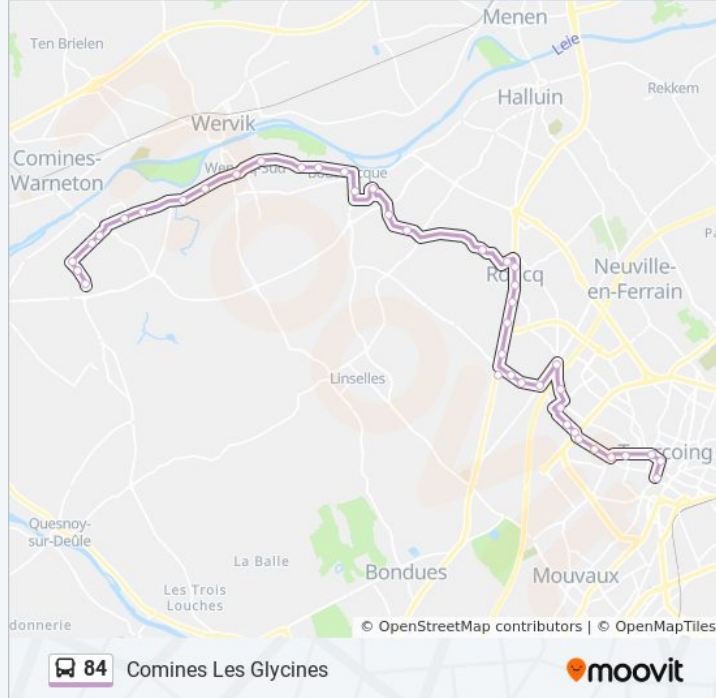 Menen
Ten Brielen
Leie
Rekkem
Halluin
Wervik
Comines-
Warneton
Neuville-
en-Ferrain
Linselles
Tourcoing
Quesnoy-
sur-Deûle
La Balle
Bondues
Mouvaux
Les Trois
Louches
© OpenStreetMap contributors | © OpenMapTiles
84 Comines Les Glycines
moovit